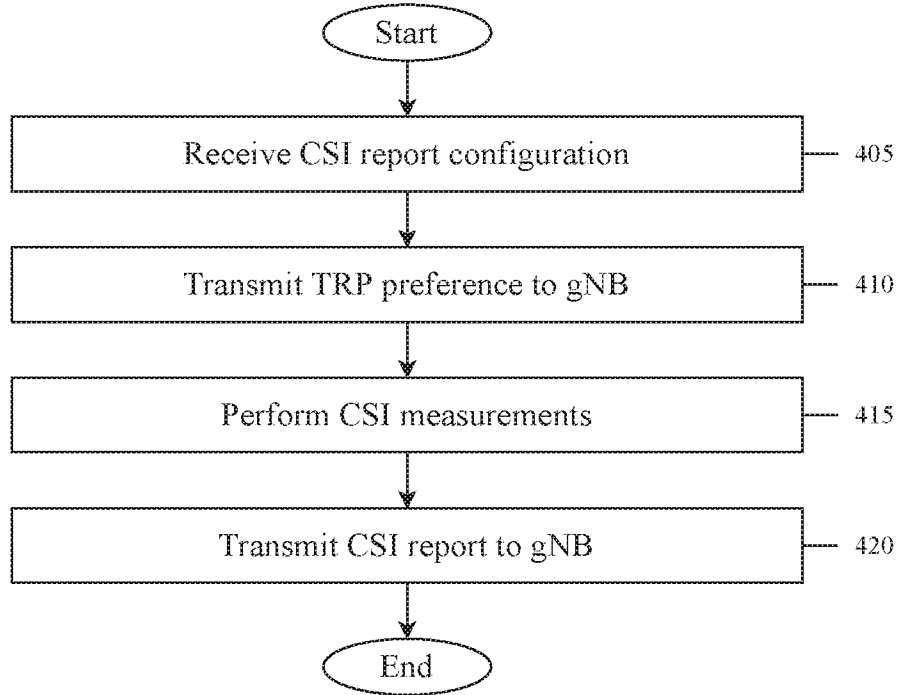 Start
Receive CSI report configuration
405
Transmit TRP preference to gNB
410
Perform CSI measurements
415
Transmit CSI report to gNB
420
End